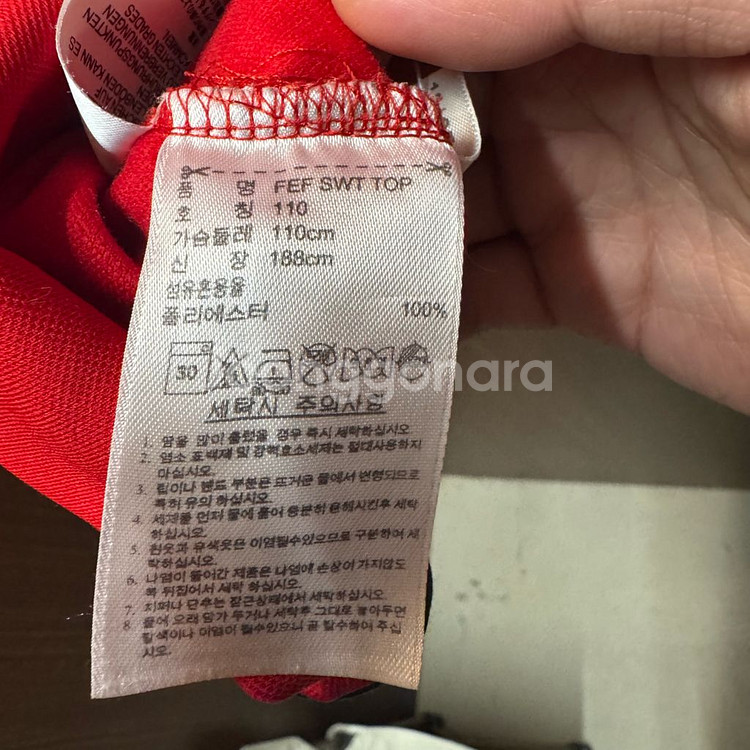 품 명 FEF SWT TOP
호 칭 110
가슴둘레 110cm
신 장 188cm
섬유혼용율
폴리에스터 100%
30
세탁시 주의사항
1. 땀을 많이 흘렸을 경우 즉시 세탁하십시오
2. 염소 표백제 및 강력효소세제는 절대사용하지
마십시오.
3. 립이나 밴드 부분은 뜨거운 물에서 변형되므로
특히 유의 하십시오.
4. 세제를 먼저 물에 풀어 충분히 용해시킨후 세탁
하십시오.
5. 흰옷과 유색옷은 이염될수있으므로 구분하여 세
탁하십시오.
6. 나염이 들어간 제품은 나염에 손상이 가지않도
록 뒤집어서 세탁 하십시오.
7. 지퍼나 단추는 잠근상태에서 세탁하십시오.
8. 물에 오래 담가 두거나 세탁후 그대로 놓아두면
탈색이나 이염이 될수있으니 곧 탈수하여 주십
시오.